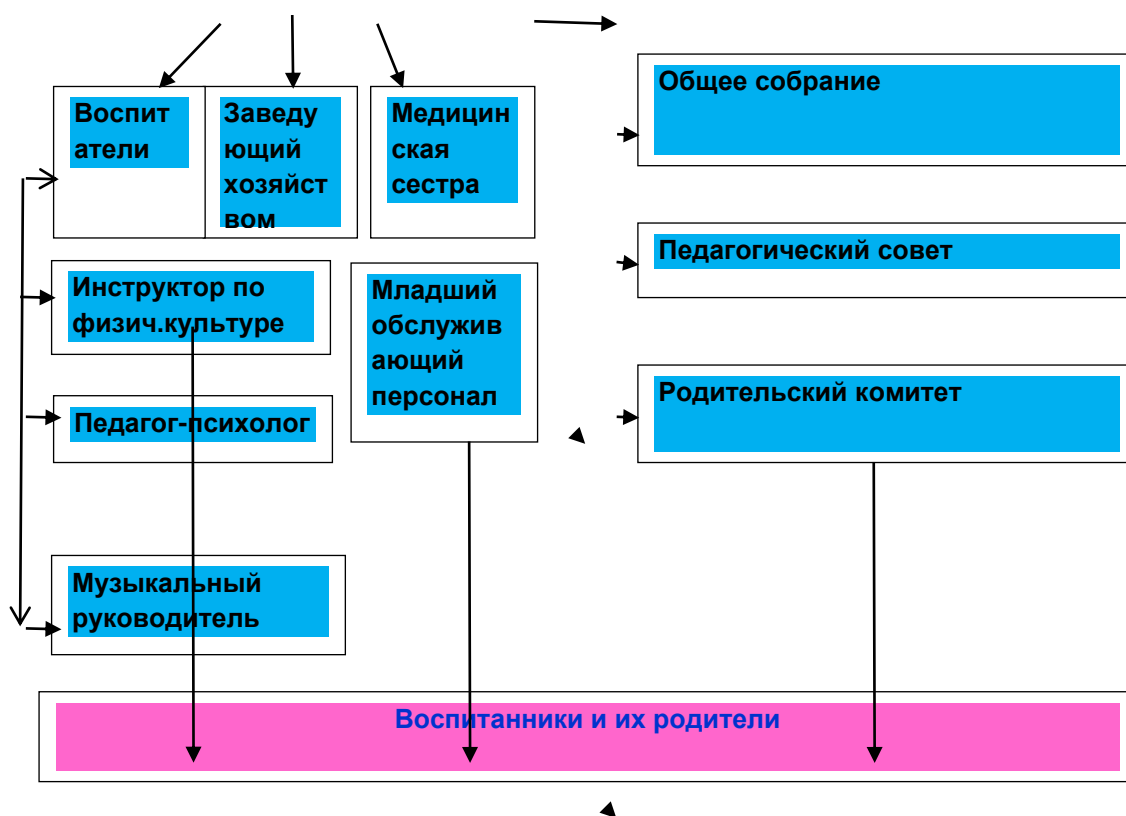 Воспит
атели
Заведу
ющий
хозяйст
вом
Медицин
ская
сестра
Общее собрание
Педагогический совет
Инструктор по
физич.культуре
Младший
обслужив
ающий
персонал
Родительский комитет
Педагог-психолог
Музыкальный
руководитель
Воспитанники и их родители